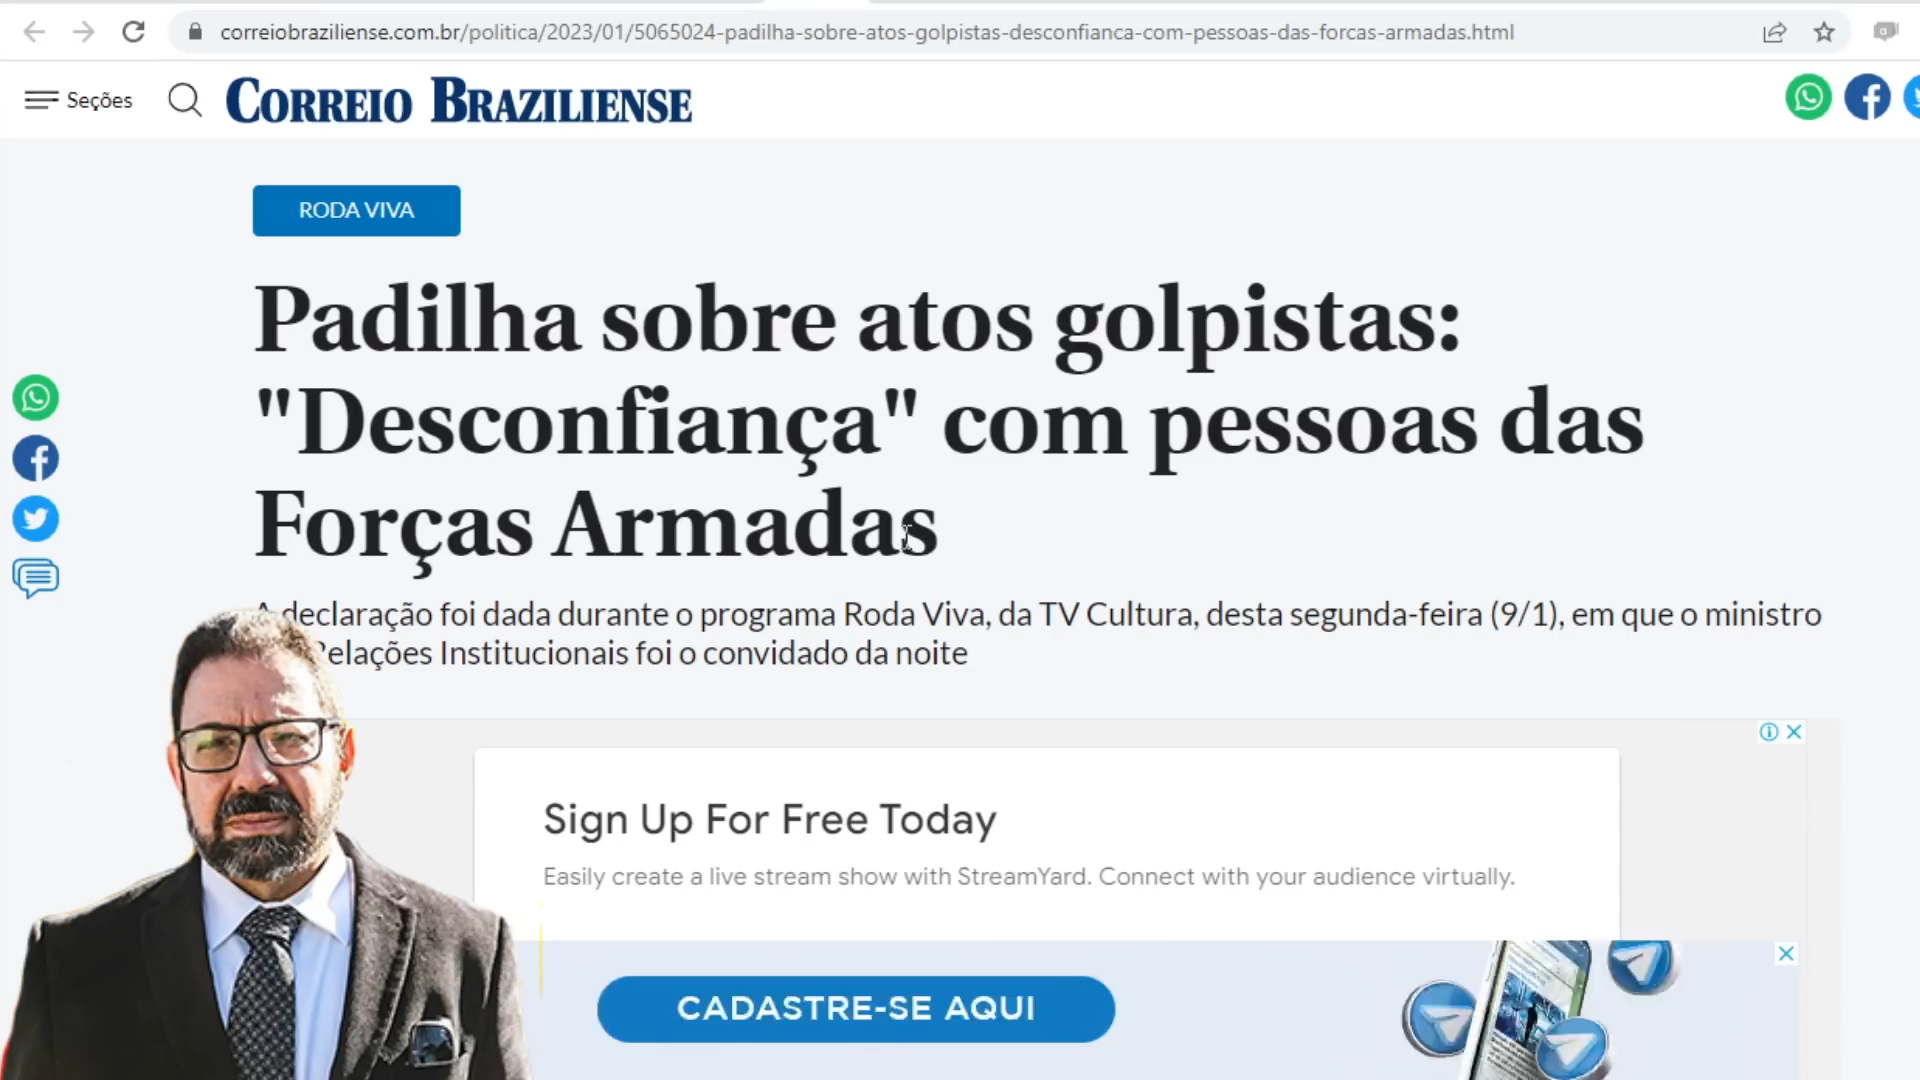 correiobraziliense.com.br/politica/2023/01/5065024-padilha-sobre-atos-golpistas-desconfianca-com-pessoas-das-forcas-armadas.html
Seções
CORREIO BRAZILIENSE
RODA VIVA
Padilha sobre atos golpistas:
"Desconfiança" com pessoas das
Forças Armadas
A declaração foi dada durante o programa Roda Viva, da TV Cultura, desta segunda-feira (9/1), em que o ministro
Relações Institucionais foi o convidado da noite
Sign Up For Free Today
Easily create a live stream show with StreamYard. Connect with your audience virtually.
CADASTRE-SE AQUI